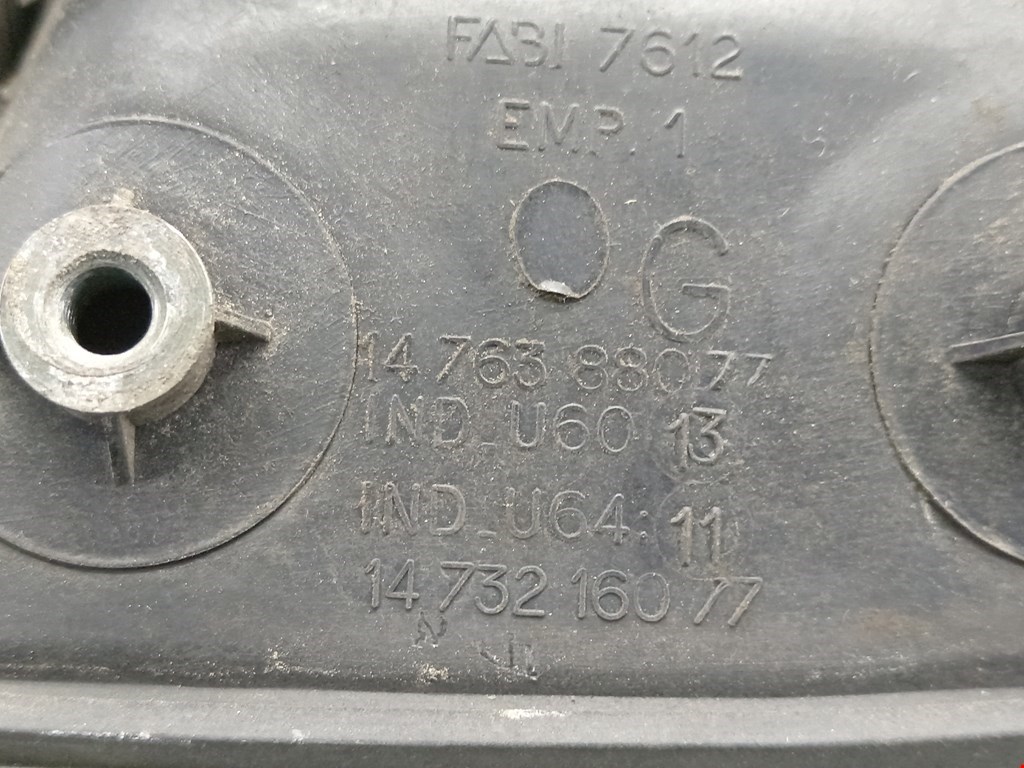 FABI 7612
EMP. 1
G
14 763 880 77
IND_U60 13
IND_U64: 11
14 732 160 77